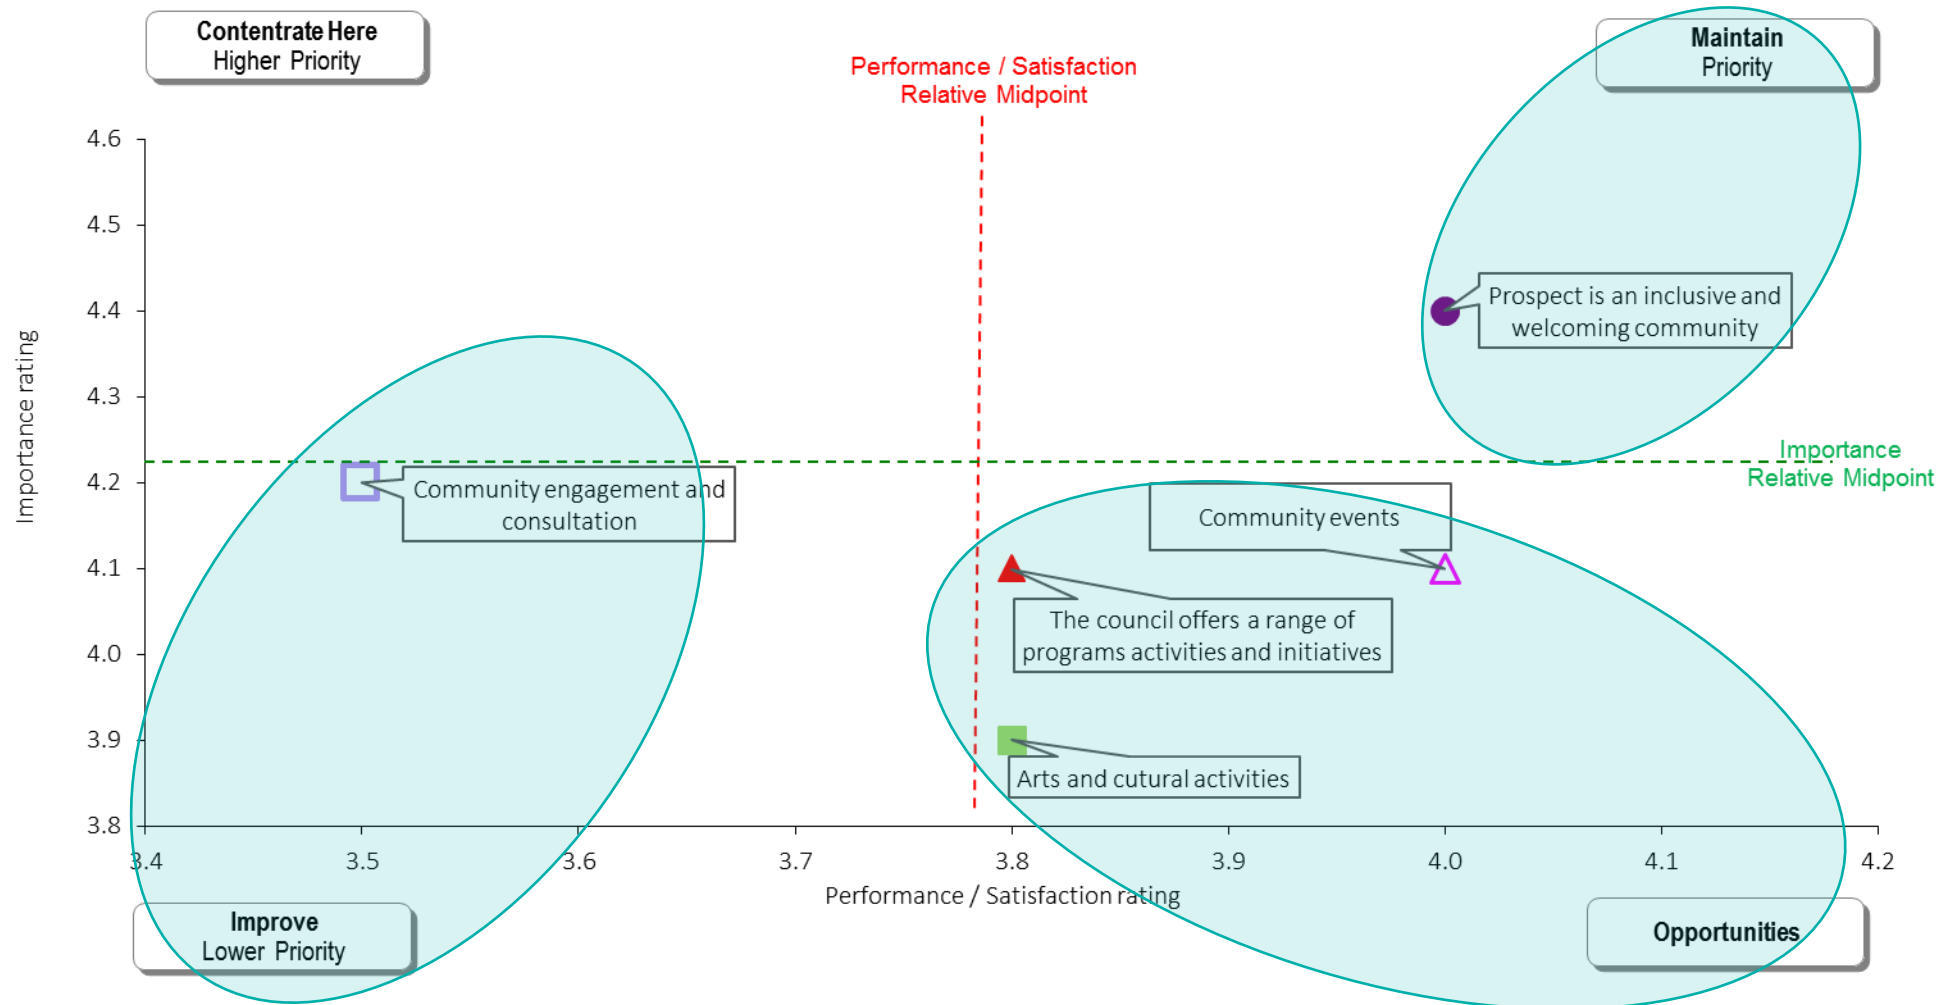 Contentrate Here
Higher Priority
Performance / Satisfaction
Relative Midpoint
Maintain
Priority
4.6
4.5
4.4
4.3
4.2
4.1
4.0
3.9
3.8
Importance rating
Prospect is an inclusive and
welcoming community
Importance
Relative Midpoint
Community engagement and
consultation
Community events
The council offers a range of
programs activities and initiatives
Arts and cutural activities
3.4
3.5
3.6
3.7
3.8
3.9
4.0
4.1
4.2
Performance / Satisfaction rating
Improve
Lower Priority
Opportunities